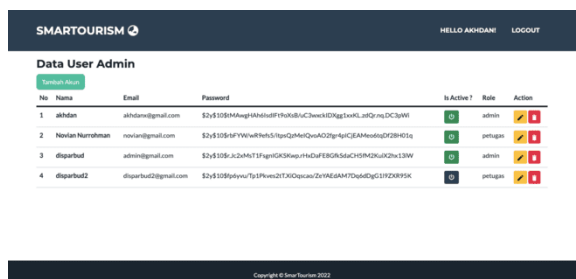 SMARTOURISM
HELLO AKHDAN!
LOGOUT
Data User Admin
Tambah Akun
No Nama Email Password Is Active ? Role Action
1 akhdan akhdanx@gmail.com admin
2 Novian Nurrohman novian@gmail.com petugas
3 disparbud admin@gmail.com admin
4 disparbud2 disparbud2@gmail.com petugas
Copyright © SmarTourism 2022